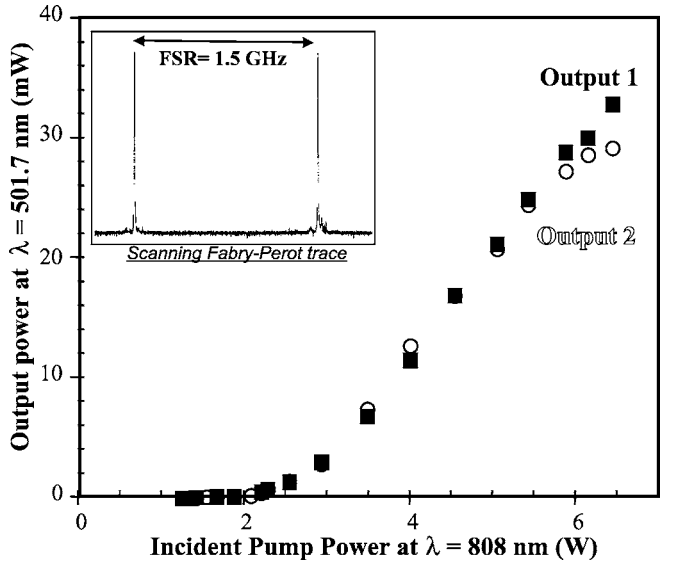 40
30
20
10
0
Output power at λ = 501.7 nm (mW)
FSR= 1.5 GHz
Scanning Fabry-Perot trace
Output 1
Output 2
0 2 4 6
Incident Pump Power at λ = 808 nm (W)